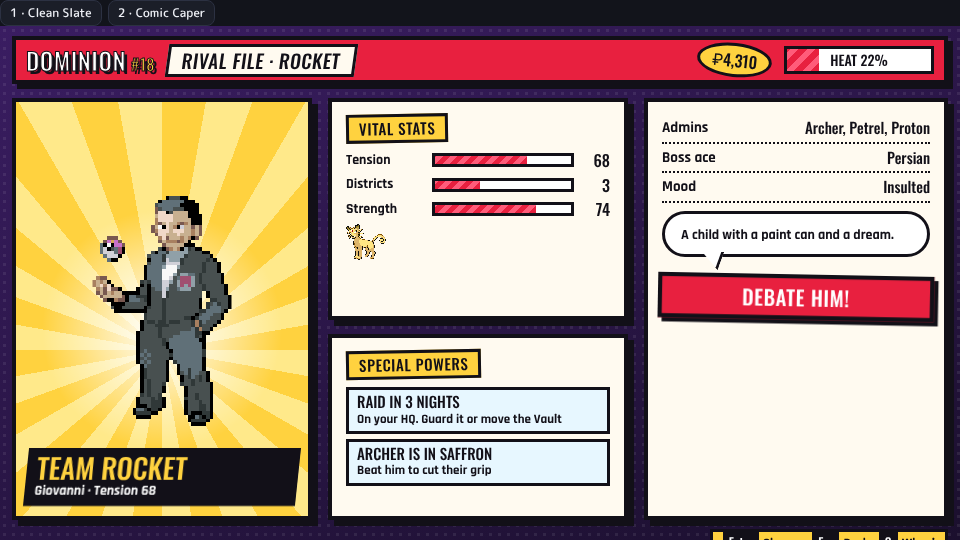 1 · Clean Slate
2 · Comic Caper
DOMINION #18
RIVAL FILE · ROCKET
₽4,310
HEAT 22%
TEAM ROCKET
Giovanni · Tension 68
VITAL STATS
Tension 68
Districts 3
Strength 74
SPECIAL POWERS
RAID IN 3 NIGHTS
On your HQ. Guard it or move the Vault
ARCHER IS IN SAFFRON
Beat him to cut their grip
Admins Archer, Petrel, Proton
Boss ace Persian
Mood Insulted
A child with a paint can and a dream.
DEBATE HIM!